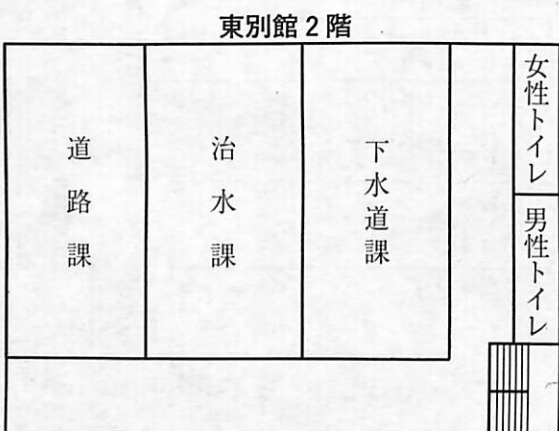 東別館2階
道路課
治水課
下水道課
女性トイレ
男性トイレ